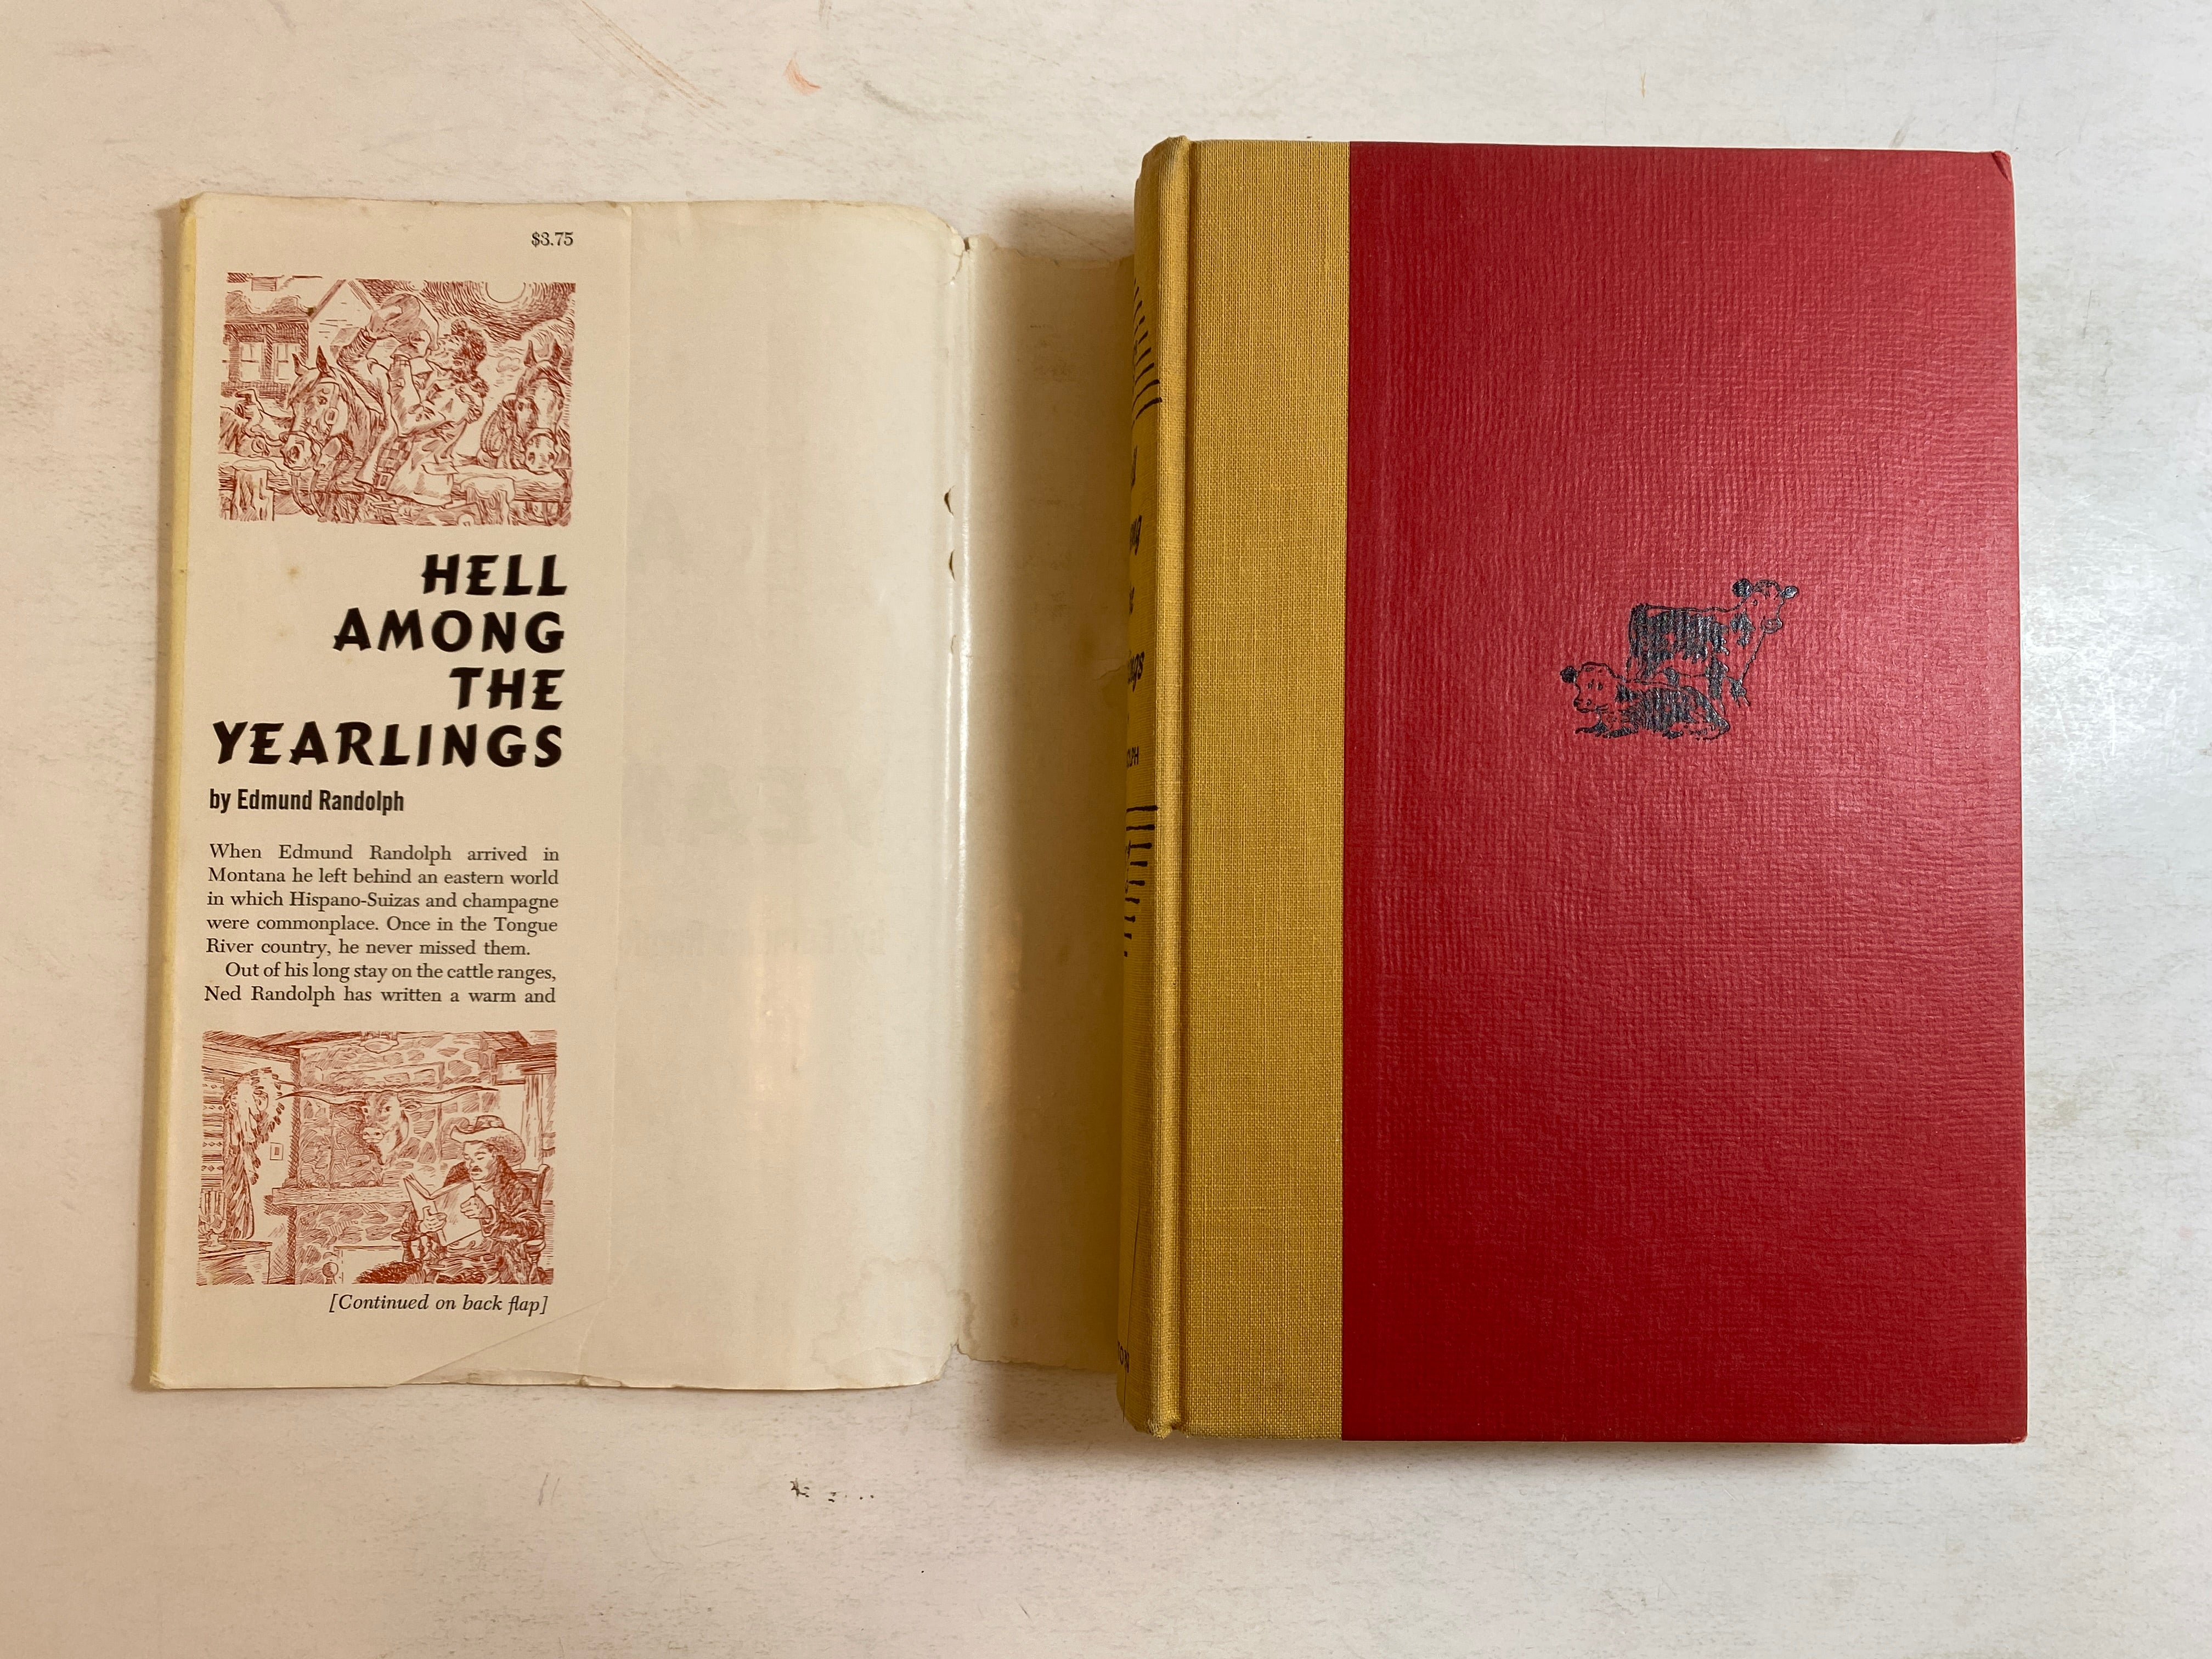 $3.75
HELL
AMONG
THE
YEARLINGS
by Edmund Randolph
When Edmund Randolph arrived in
Montana he left behind an eastern world
in which Hispano-Suizas and champagne
were commonplace. Once in the Tongue
River country, he never missed them.
Out of his long stay on the cattle ranges,
Ned Randolph has written a warm and
[Continued on back flap]